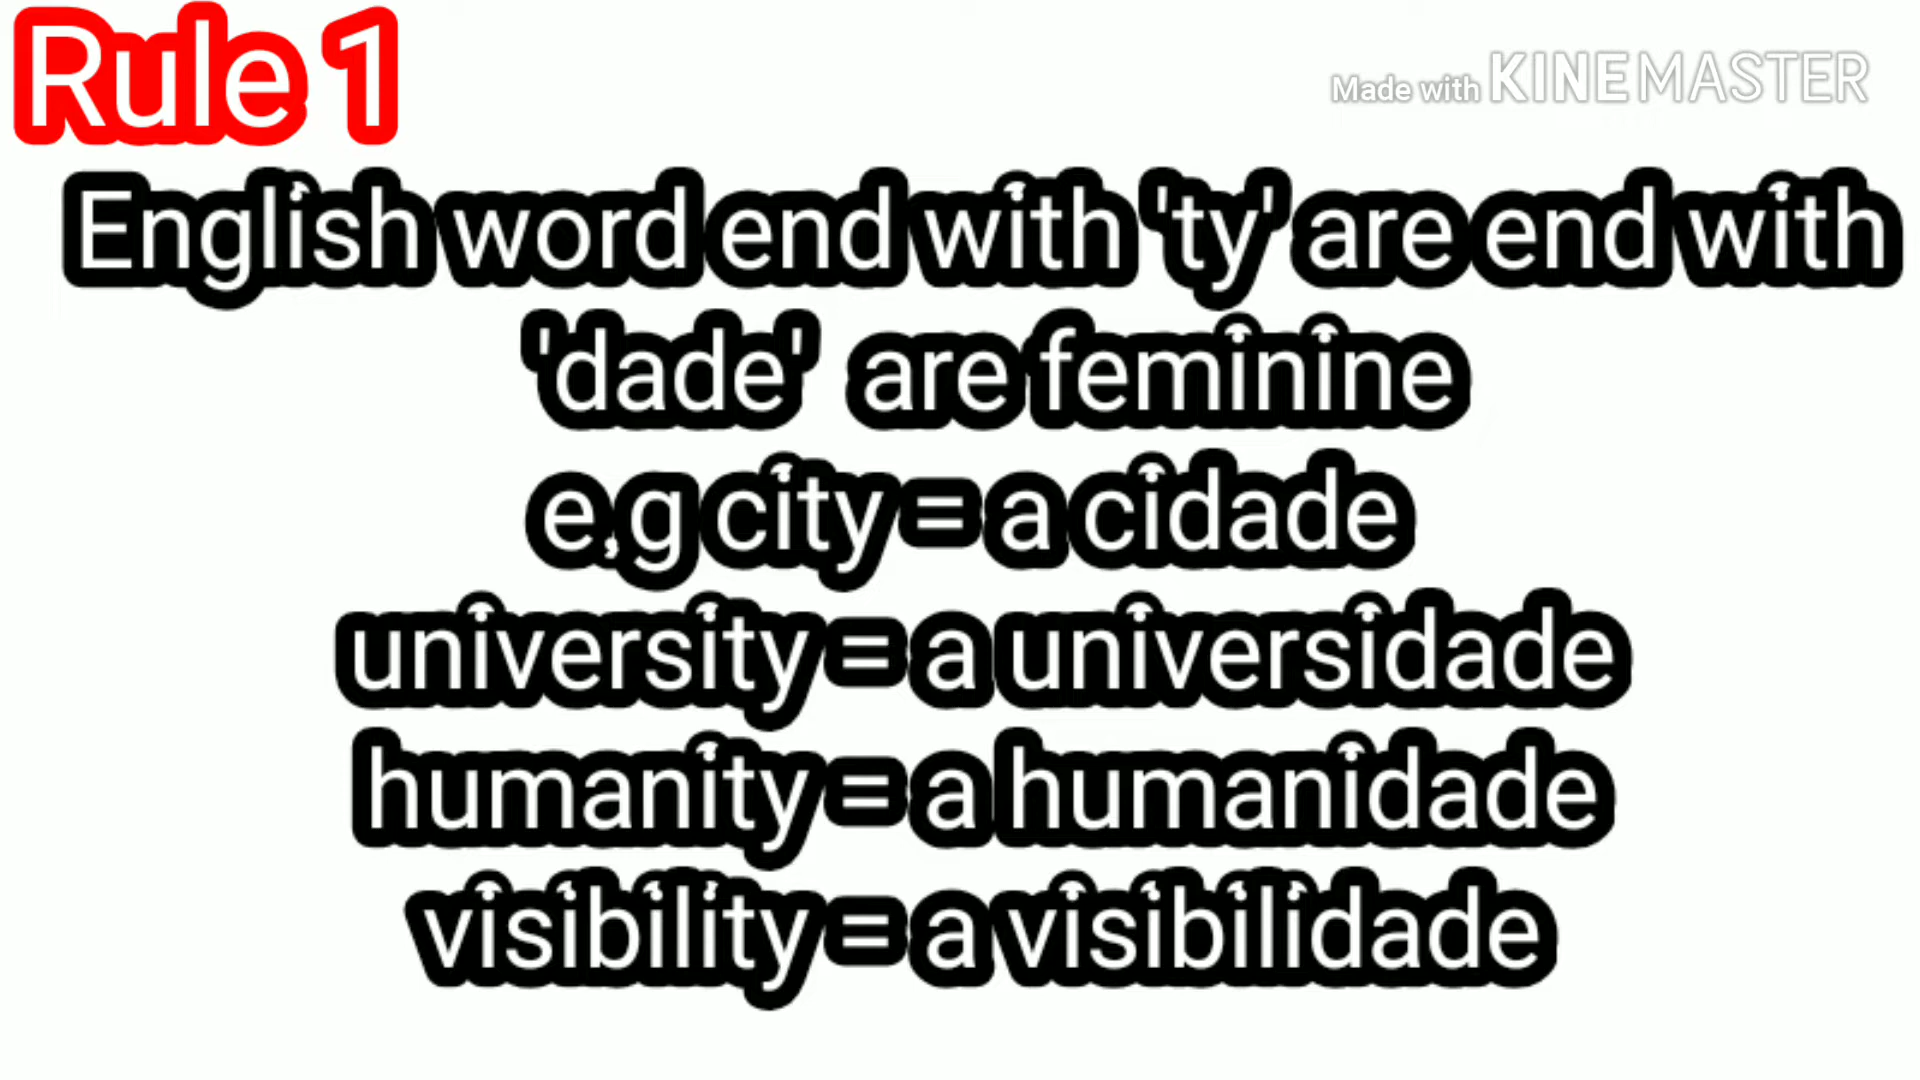 Rule 1
Made with KINEMASTER
English word end with 'ty' are end with
'dade' are feminine
e,g city = a cidade
university = a universidade
humanity = a humanidade
visibility = a visibilidade